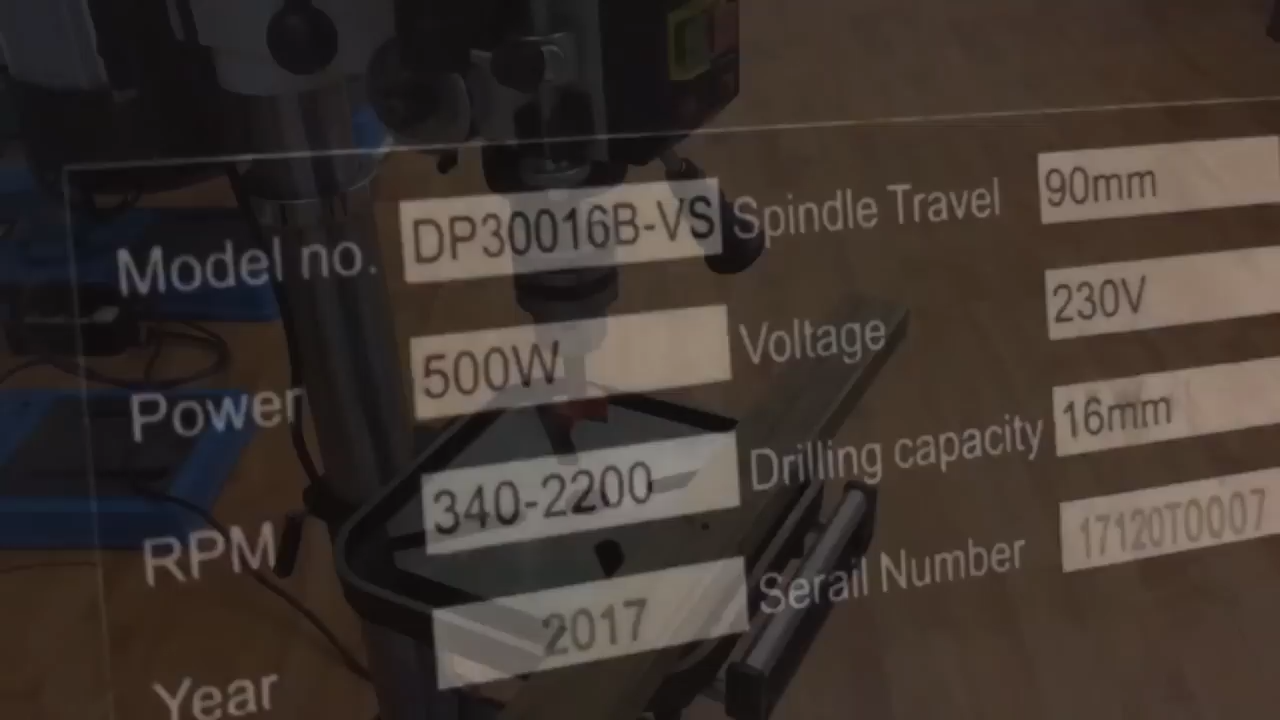 Model no. DP30016B-VS Spindle Travel 90mm
Power 500W Voltage 230V
RPM 340-2200 Drilling capacity 16mm
Year 2017 Serail Number 17120T0007